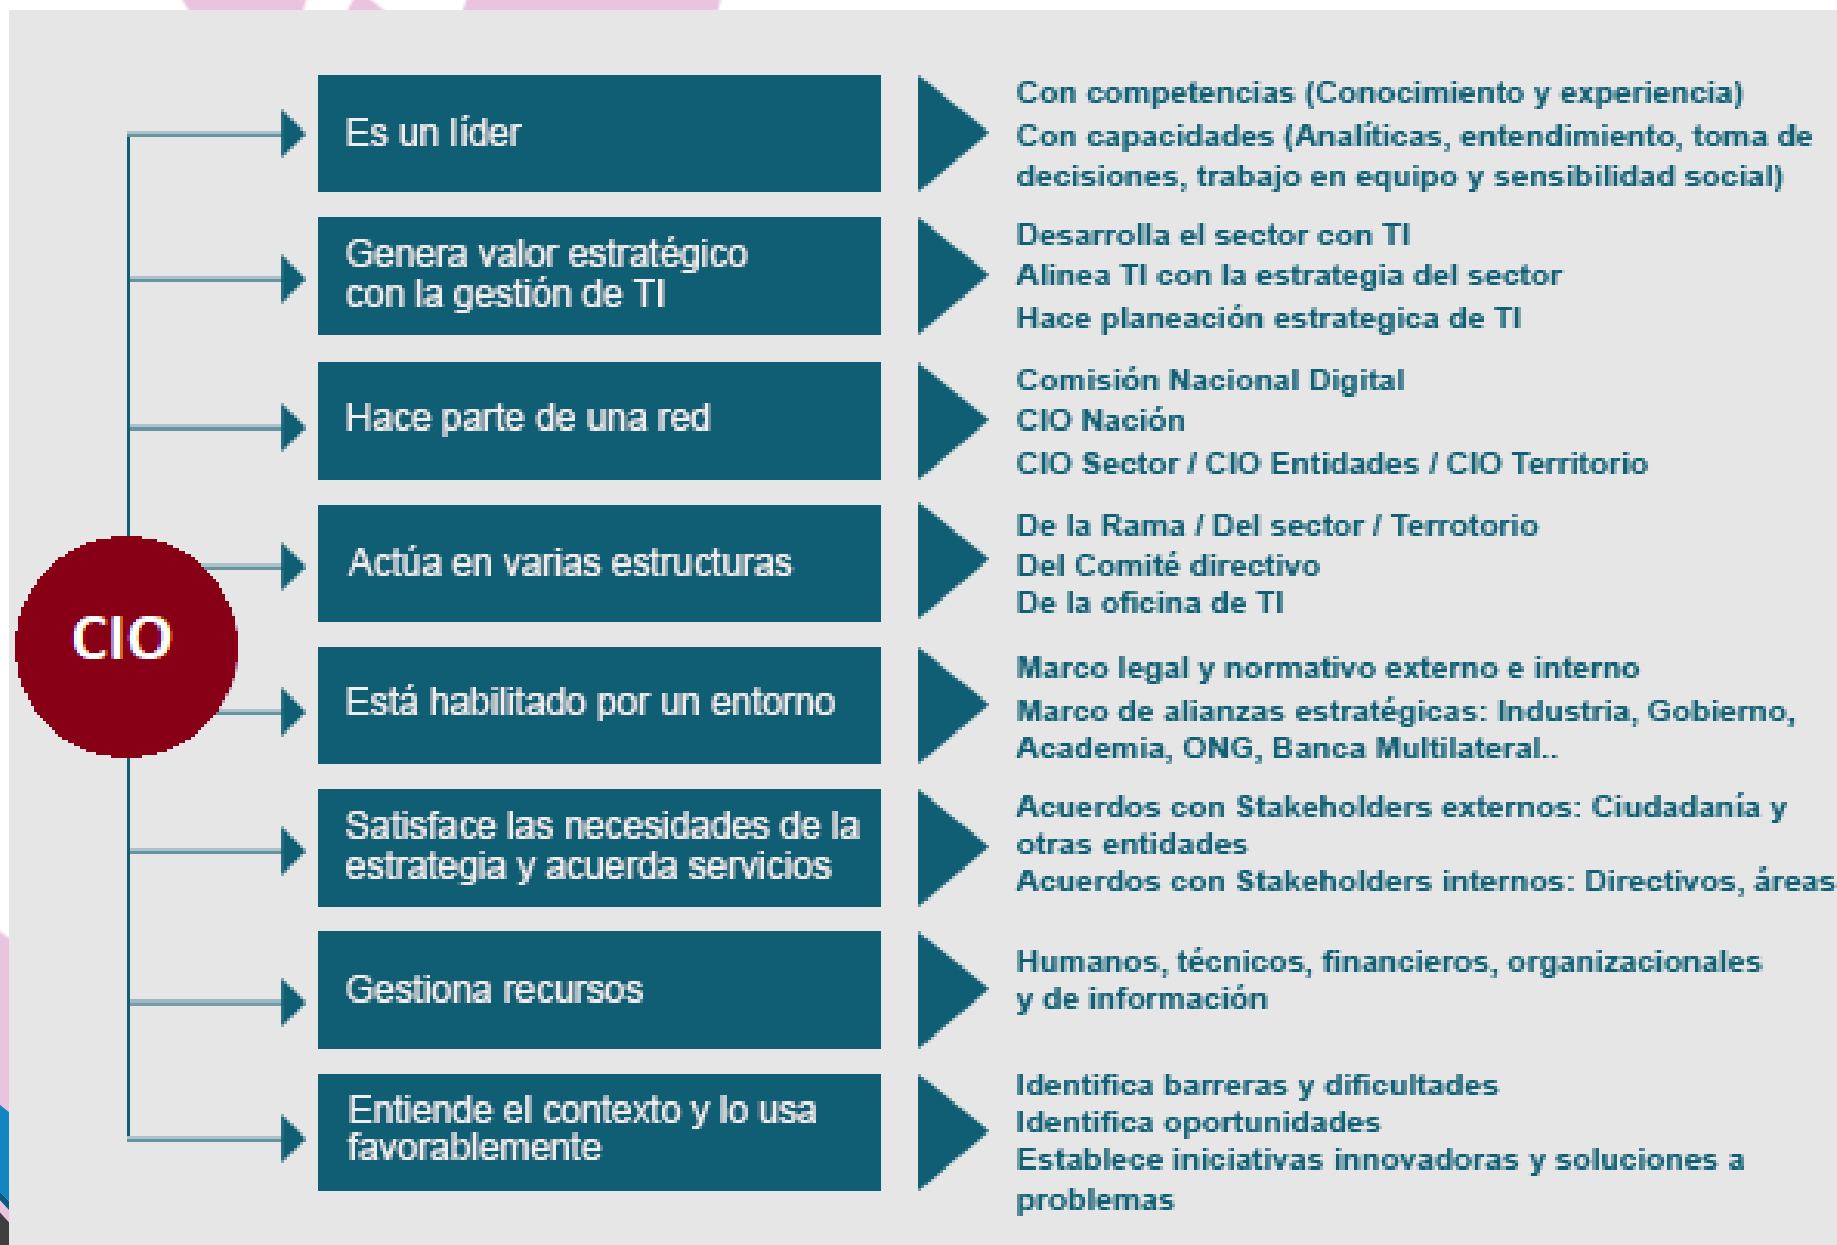 Es un líder
Con competencias (Conocimiento y experiencia)
Con capacidades (Analíticas, entendimiento, toma de
decisiones, trabajo en equipo y sensibilidad social)
Genera valor estratégico
con la gestión de TI
Desarrolla el sector con TI
Alinea TI con la estrategia del sector
Hace planeación estrategica de TI
Hace parte de una red
Comisión Nacional Digital
CIO Nación
CIO Sector / CIO Entidades / CIO Territorio
Actúa en varias estructuras
De la Rama / Del sector / Terrotorio
Del Comité directivo
De la oficina de TI
CIO
Está habilitado por un entorno
Marco legal y normativo externo e interno
Marco de alianzas estratégicas: Industria, Gobierno,
Academia, ONG, Banca Multilateral..
Satisface las necesidades de la
estrategia y acuerda servicios
Acuerdos con Stakeholders externos: Ciudadanía y
otras entidades
Acuerdos con Stakeholders internos: Directivos, áreas
Gestiona recursos
Humanos, técnicos, financieros, organizacionales
y de información
Entiende el contexto y lo usa
favorablemente
Identifica barreras y dificultades
Identifica oportunidades
Establece iniciativas innovadoras y soluciones a
problemas